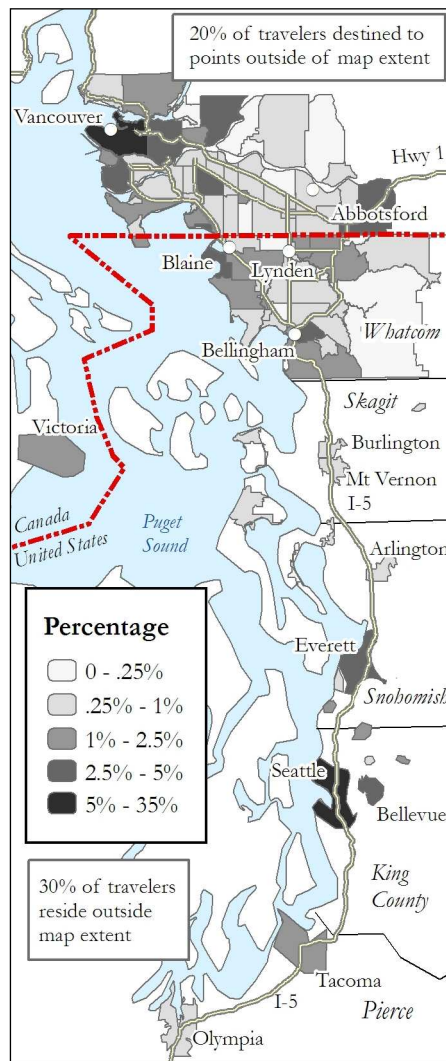 20% of travelers destined to
points outside of map extent
Vancouver
Hwy 1
Abbotsford
Blaine
Lynden
Whatcom
Bellingham
Skagit
Victoria
Burlington
Mt Vernon
I-5
Canada
United States
Puget
Sound
Arlington
Percentage
0 - .25%
.25% - 1%
1% - 2.5%
2.5% - 5%
5% - 35%
Everett
Snohomish
Seattle
Bellevue
30% of travelers
reside outside
map extent
King
County
Tacoma
I-5
Pierce
Olympia